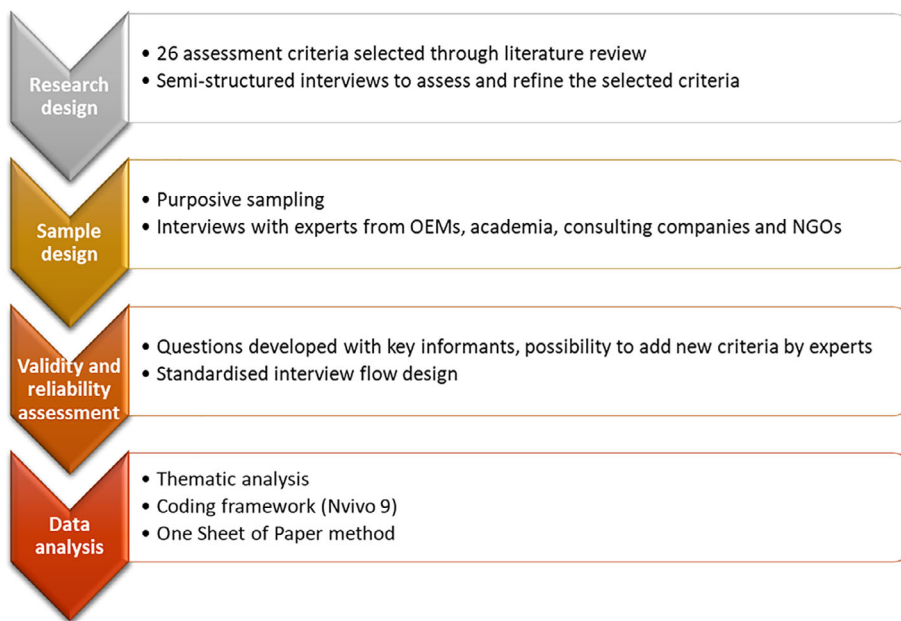 Research
design
• 26 assessment criteria selected through literature review
• Semi-structured interviews to assess and refine the selected criteria
Sample
design
• Purposive sampling
• Interviews with experts from OEMs, academia, consulting companies and NGOs
Validity and
reliability
assessment
• Questions developed with key informants, possibility to add new criteria by experts
• Standardised interview flow design
Data
analysis
• Thematic analysis
• Coding framework (Nvivo 9)
• One Sheet of Paper method